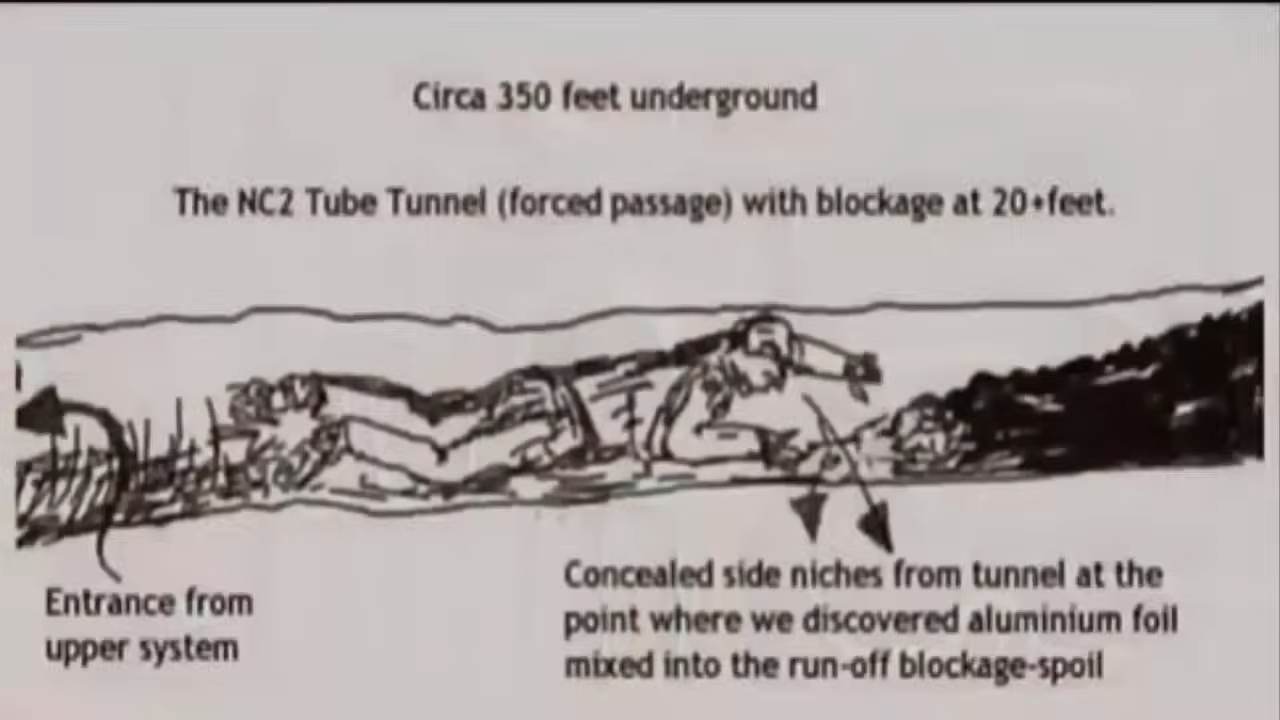 Circa 350 feet underground
The NC2 Tube Tunnel (forced passage) with blockage at 20+feet.
Entrance from
upper system
Concealed side niches from tunnel at the
point where we discovered aluminium foil
mixed into the run-off blockage-spoil